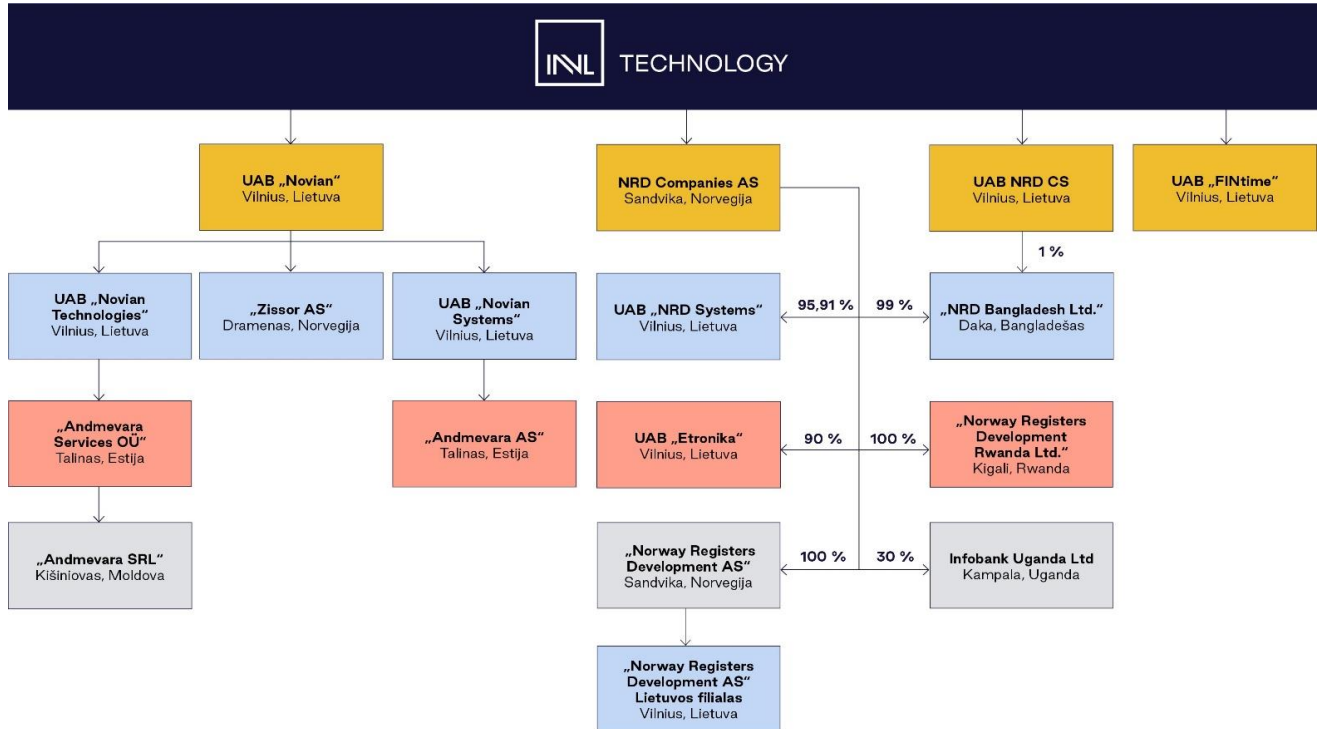 INVL TECHNOLOGY
UAB „Novian“
Vilnius, Lietuva
NRD Companies AS
Sandvika, Norvegija
UAB NRD CS
Vilnius, Lietuva
UAB „FINtime“
Vilnius, Lietuva
1 %
UAB „Novian
Technologies“
Vilnius, Lietuva
„Zissor AS“
Dramenas, Norvegija
UAB „Novian
Systems“
Vilnius, Lietuva
UAB „NRD Systems“
Vilnius, Lietuva
95,91 %
99 %
„NRD Bangladesh Ltd.“
Daka, Bangladešas
„Andmevara
Services OÜ“
Talinas, Estija
„Andmevara AS“
Talinas, Estija
UAB „Etronika“
Vilnius, Lietuva
90 %
100 %
„Norway Registers
Development
Rwanda Ltd.“
Kigali, Rwanda
„Andmevara SRL“
Kišiniovas, Moldova
„Norway Registers
Development AS“
Sandvika, Norvegija
100 %
30 %
Infobank Uganda Ltd
Kampala, Uganda
„Norway Registers
Development AS“
Lietuvos filialas
Vilnius, Lietuva